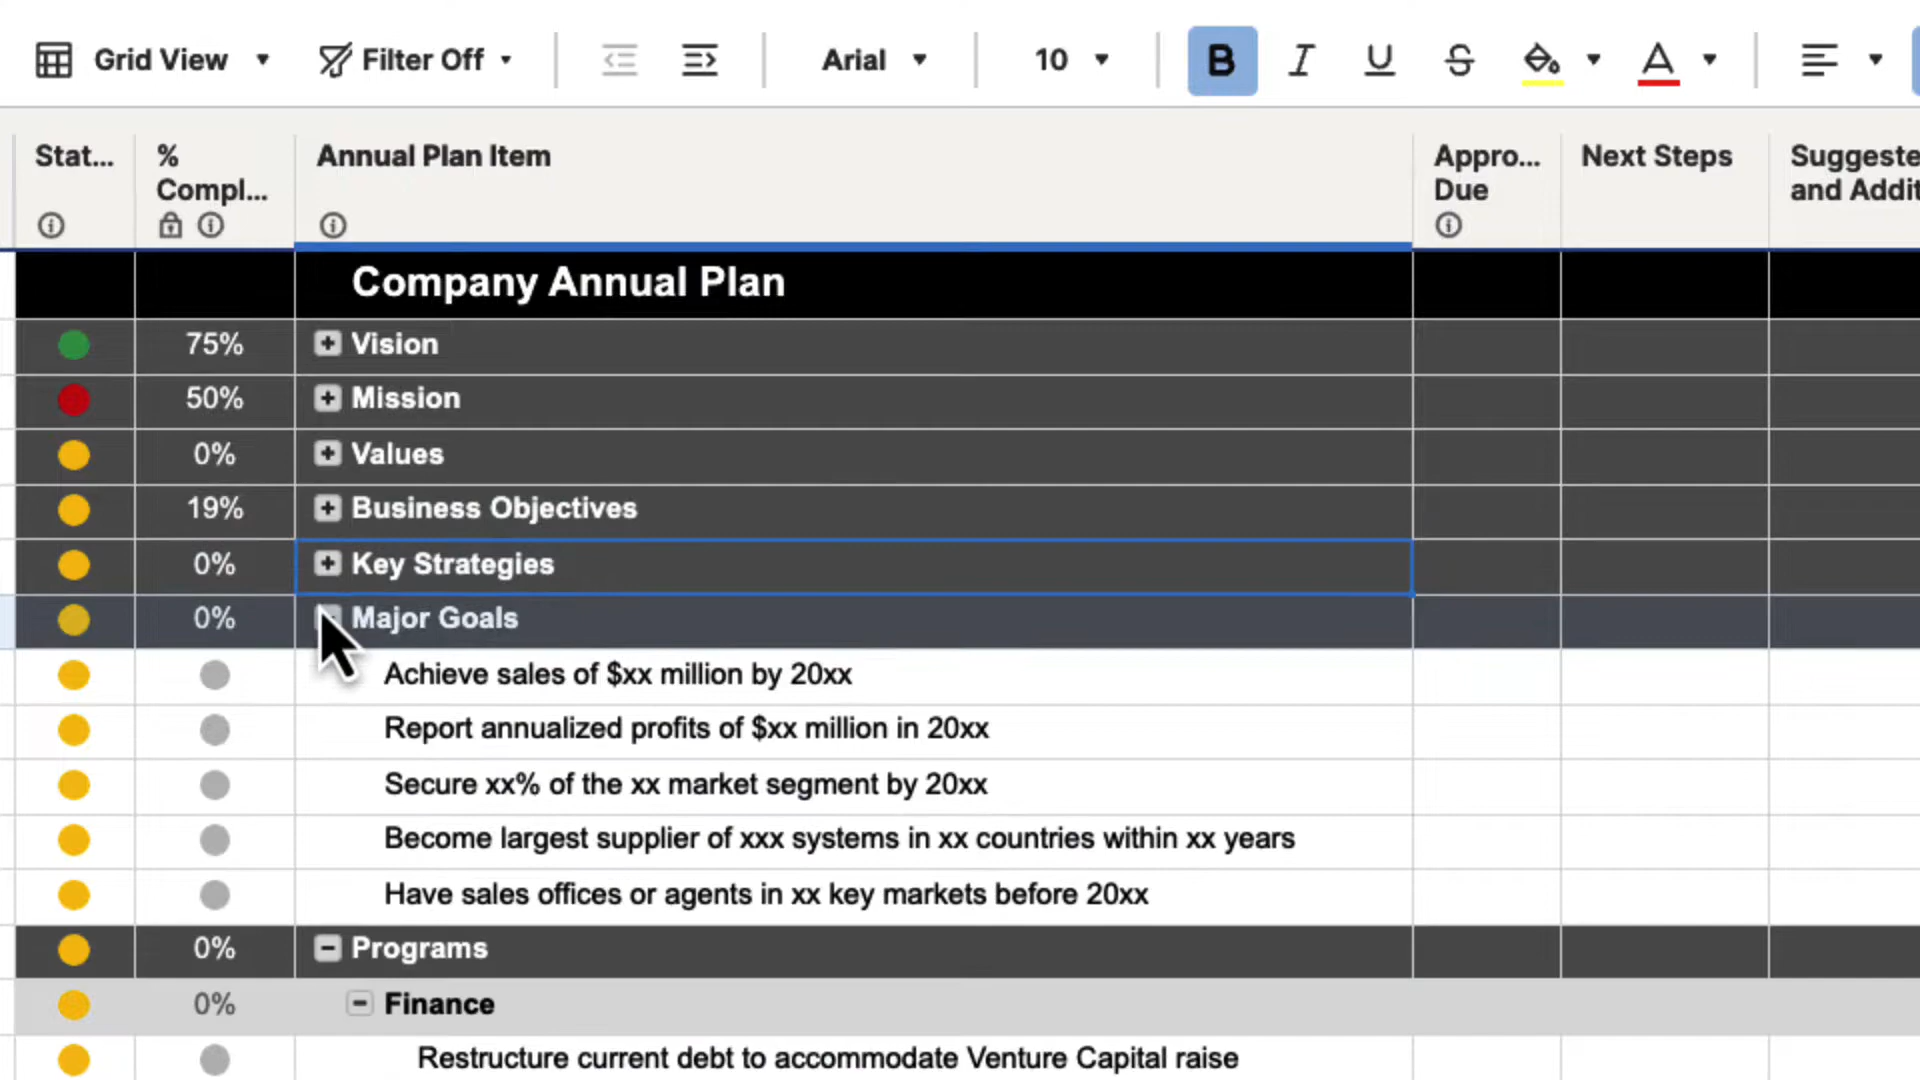 Grid View Filter Off Arial 10 B I U S A
Stat... % Annual Plan Item Appro... Next Steps Suggeste
Compl... Due and Addit
Company Annual Plan
75% Vision
50% Mission
0% Values
19% Business Objectives
0% Key Strategies
0% Major Goals
Achieve sales of $xx million by 20xx
Report annualized profits of $xx million in 20xx
Secure xx% of the xx market segment by 20xx
Become largest supplier of xxx systems in xx countries within xx years
Have sales offices or agents in xx key markets before 20xx
0% Programs
0% Finance
Restructure current debt to accommodate Venture Capital raise